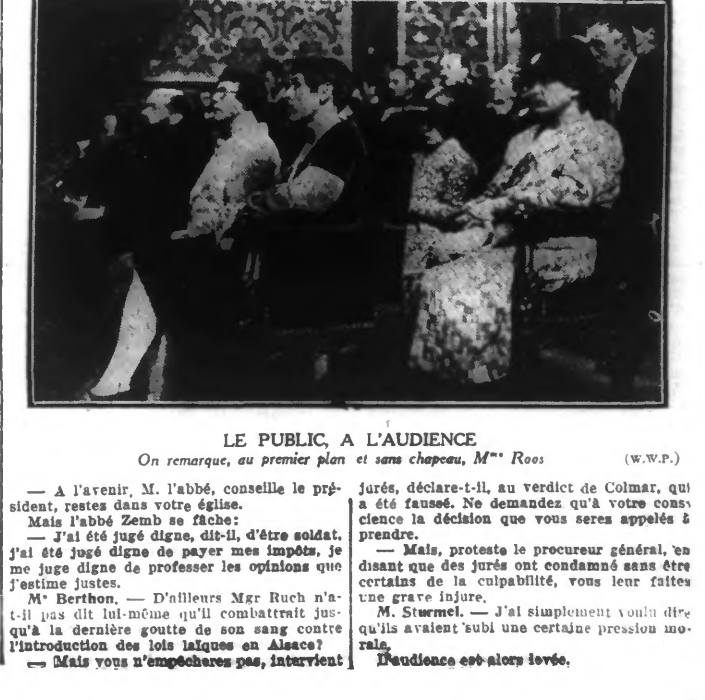 LE PUBLIC, A L'AUDIENCE
On remarque, au premier plan et sans chapeau, Mme Roos
(W.W.P.)
— A l'avenir, M. l'abbé, conseille le pré-
sident, restez dans votre église.
Mais l'abbé Zemb se fâche:
— J'ai été jugé digne, dit-il, d'être soldat,
j'ai été jugé digne de payer mes impôts, je
me juge digne de professer les opinions que
j'estime justes.
Me Berthon. — D'ailleurs Mgr Ruch n'a-
t-il pas dit lui-même qu'il combattrait jus-
qu'à la dernière goutte de son sang contre
l'introduction des lois laïques en Alsace?
— Mais vous n'empêcherez pas, intervient
jurés, déclare-t-il, au verdict de Colmar, qui
a été faussé. Ne demandez qu'à votre cons
cience la décision que vous serez appelés à
prendre.
— Mais, proteste le procureur général, en
disant que des jurés ont condamné sans être
certains de la culpabilité, vous leur faites
une grave injure.
M. Sturmel. — J'ai simplement voulu dire
qu'ils avaient subi une certaine pression mo-
rale.
L'audience est alors levée.